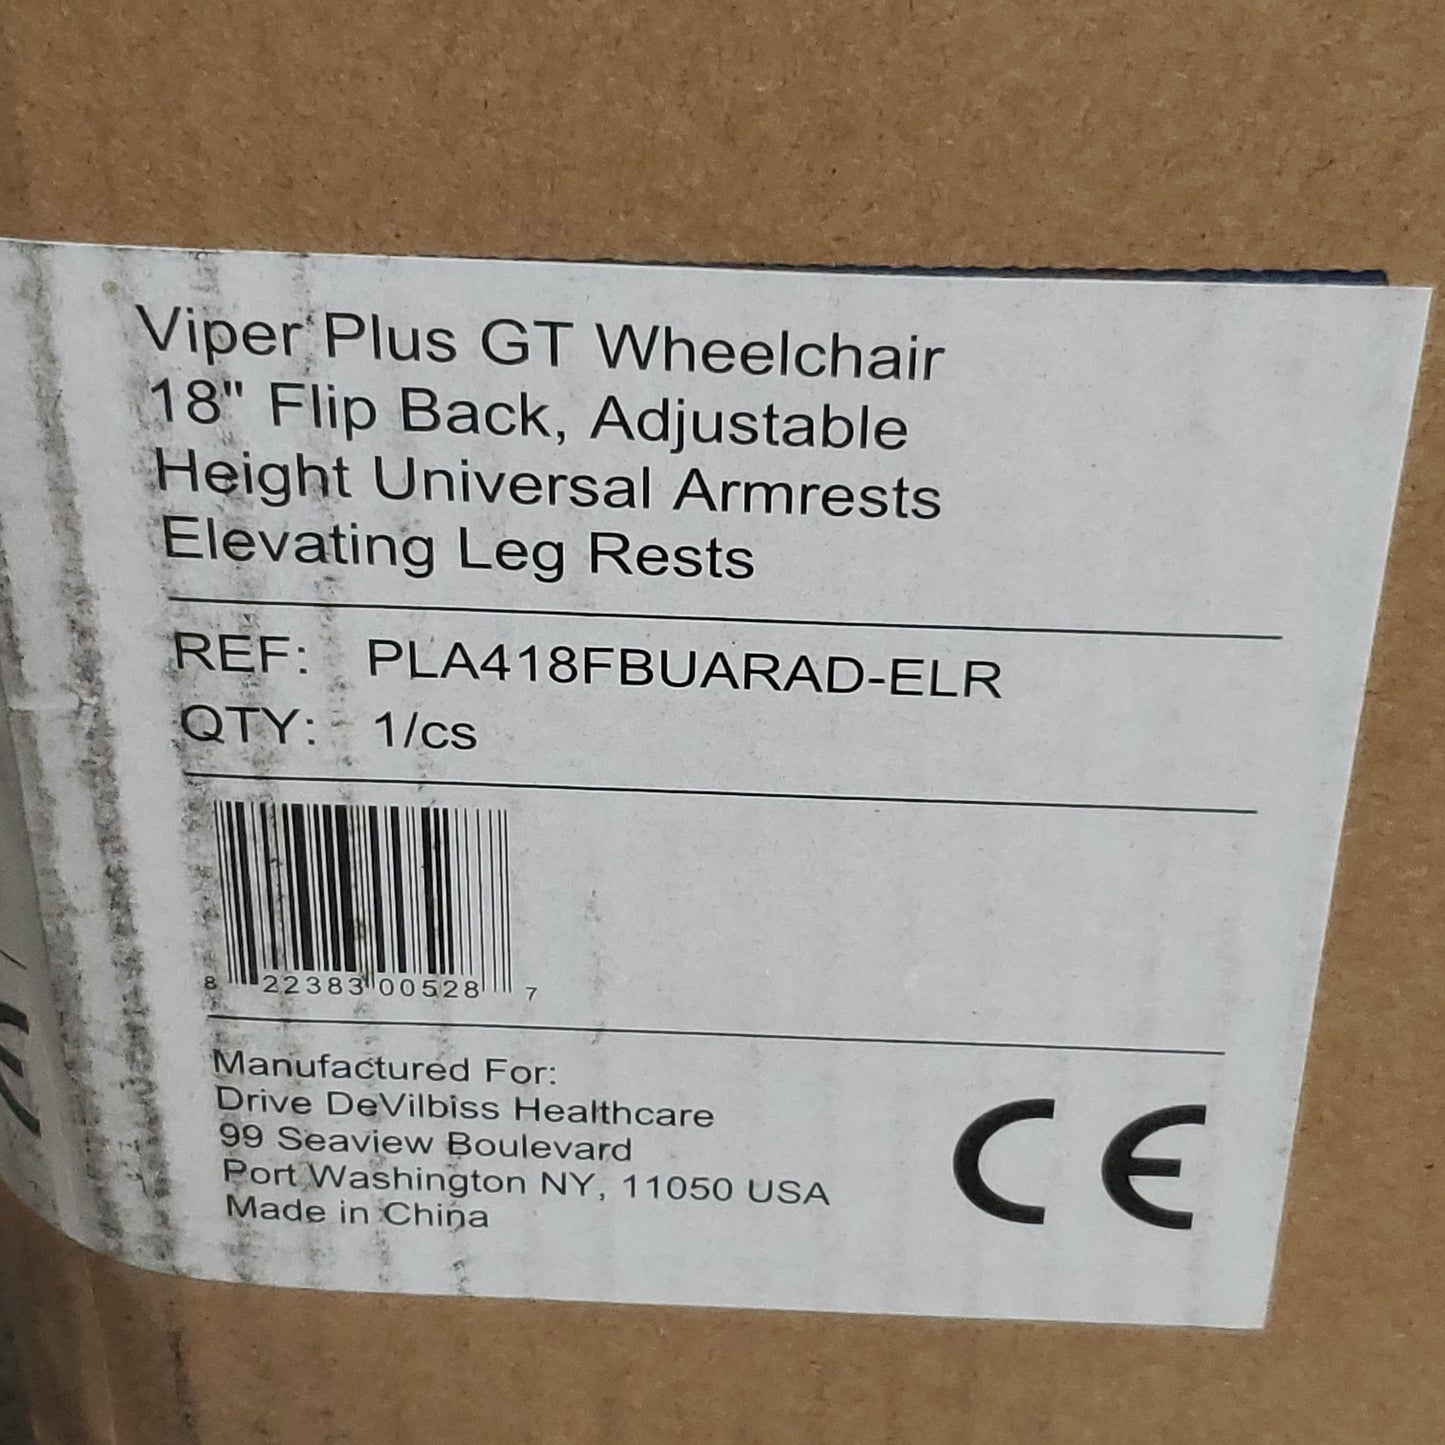 Viper Plus GT Wheelchair
18" Flip Back, Adjustable
Height Universal Armrests
Elevating Leg Rests
REF: PLA418FBUARAD-ELR
QTY: 1/cs
8 22383 00528 7
Manufactured For:
Drive DeVilbiss Healthcare
99 Seaview Boulevard
Port Washington NY, 11050 USA
Made in China
CE